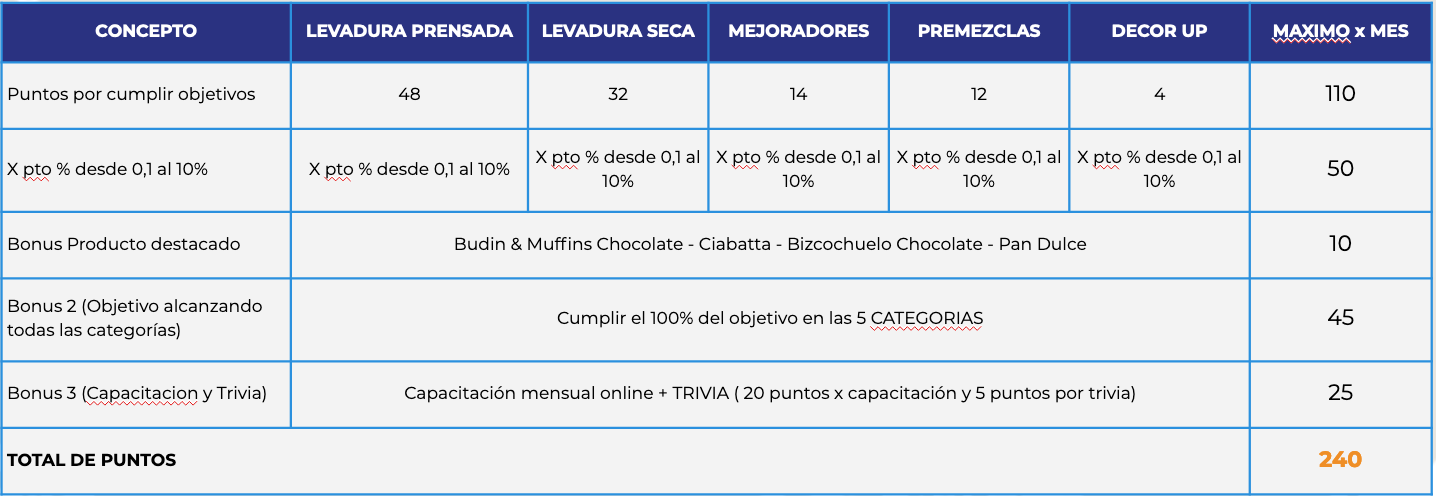 CONCEPTO LEVADURA PRENSADA LEVADURA SECA MEJORADORES PREMEZCLAS DECOR UP MAXIMO x MES
Puntos por cumplir objetivos 48 32 14 12 4 110
X pto % desde 0,1 al 10% X pto % desde 0,1 al 10% X pto % desde 0,1 al 10% X pto % desde 0,1 al 10% X pto % desde 0,1 al 10% X pto % desde 0,1 al 10% 50
Bonus Producto destacado Budin & Muffins Chocolate - Ciabatta - Bizcochuelo Chocolate - Pan Dulce 10
Bonus 2 (Objetivo alcanzando
todas las categorías) Cumplir el 100% del objetivo en las 5 CATEGORIAS 45
Bonus 3 (Capacitacion y Trivia) Capacitación mensual online + TRIVIA ( 20 puntos x capacitación y 5 puntos por trivia) 25
TOTAL DE PUNTOS 240